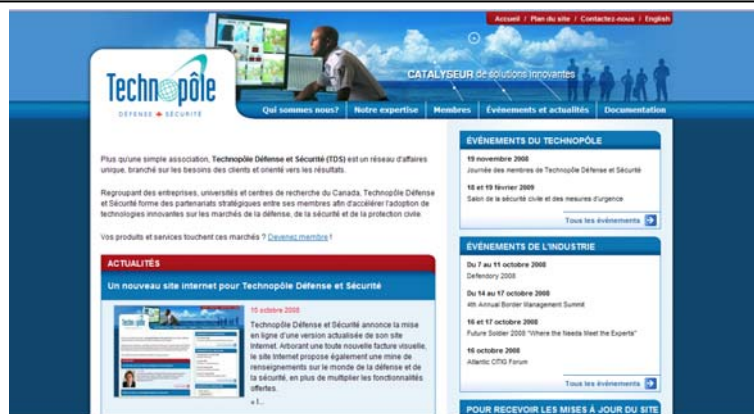 Accueil / Plan du site / Contactez-nous / English
CATALYSEUR de solutions innovantes
Technopôle
DÉFENSE SÉCURITÉ
Qui sommes nous? Notre expertise Membres Événements et actualités Documentation
Plus qu'une simple association, Technopôle Défense et Sécurité (TDS) est un réseau d'affaires
unique, branché sur les besoins des clients et orienté vers les résultats.
Regroupant des entreprises, universités et centres de recherche du Canada, Technopôle Défense
et Sécurité forme des partenariats stratégiques entre ses membres afin d'accélérer l'adoption de
technologies innovantes sur les marchés de la défense, de la sécurité et de la protection civile.
Vos produits et services touchent ces marchés ? Devenez membre !
ACTUALITÉS
Un nouveau site internet pour Technopôle Défense et Sécurité
15 octobre 2008
Technopôle Défense et Sécurité annonce la mise
en ligne d'une version actualisée de son site
Internet. Arborant une toute nouvelle facture visuelle,
le site Internet propose également une mine de
renseignements sur le monde de la défense et de
la sécurité, en plus de multiplier les fonctionnalités
offertes.
ÉVÉNEMENTS DU TECHNOPÔLE
19 novembre 2008
Journée des membres de Technopôle Défense et Sécurité
18 et 19 février 2009
Salon de la sécurité civile et des mesures d'urgence
Tous les événements
ÉVÉNEMENTS DE L'INDUSTRIE
Du 7 au 11 octobre 2008
Defendory 2008
Du 14 au 17 octobre 2008
4th Annual Border Management Summit
16 et 17 octobre 2008
Future Soldier 2008 "Where the Needs Meet the Experts"
16 octobre 2008
Atlantic CITIG Forum
Tous les événements
POUR RECEVOIR LES MISES À JOUR DU SITE